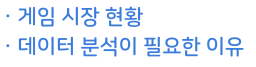 · 게임 시장 현황
· 데이터 분석이 필요한 이유